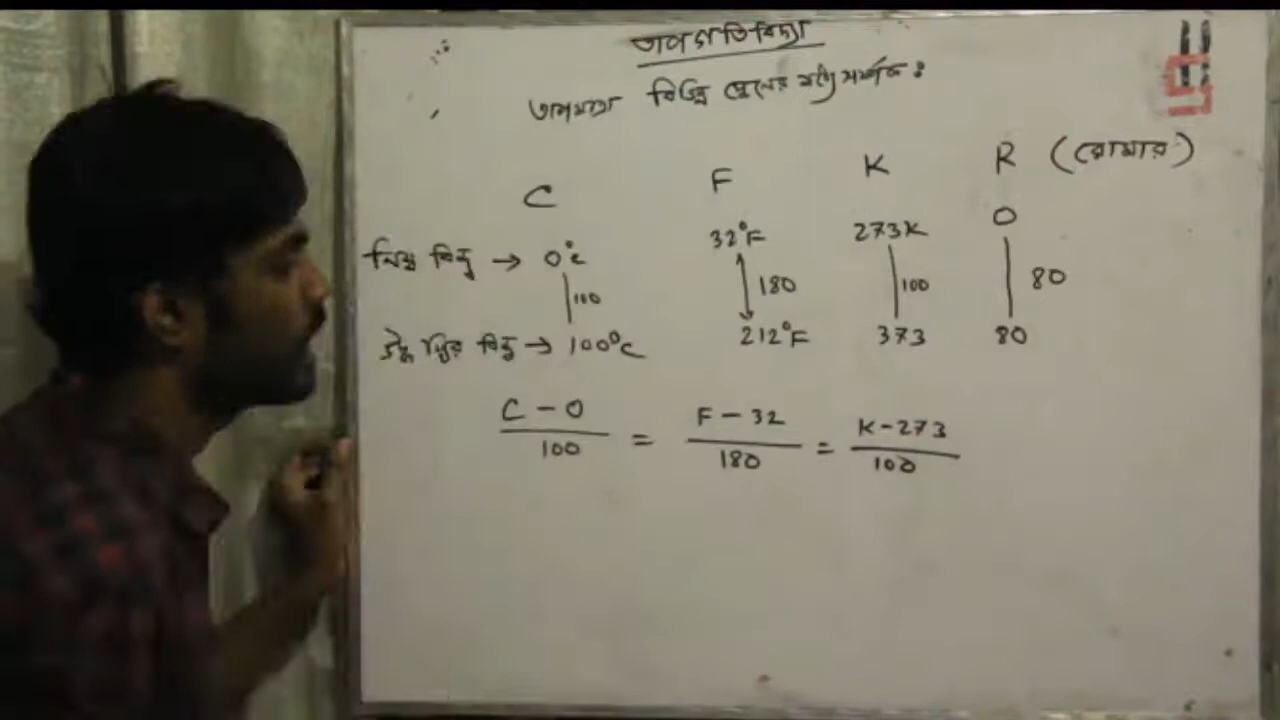 তাপগতিবিদ্যা
তাপমাত্রার বিভিন্ন স্কেলের মধ্যে সম্পর্ক :
C F K R (রোমার)
নিম্ন বিন্দু → 0°C 32°F 273K 0
100 180 100 80
ঊর্ধ্ব স্থির বিন্দু → 100°C 212°F 373 80
C - 0 / 100 = F - 32 / 180 = K - 273 / 100